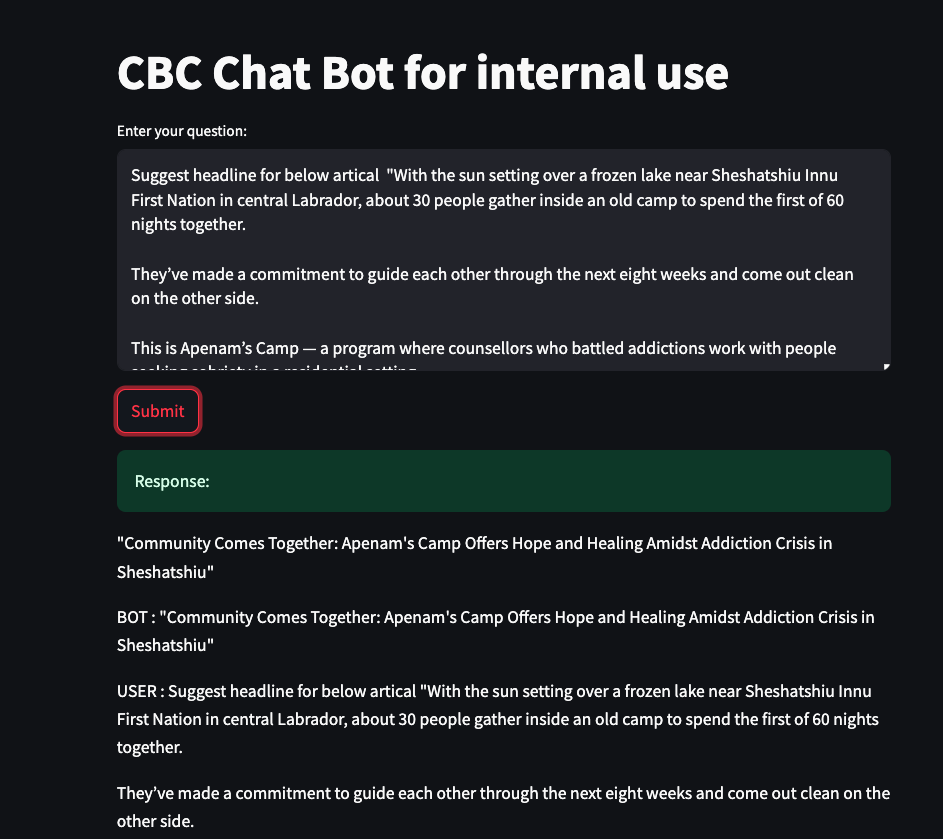 CBC Chat Bot for internal use
Enter your question:
Suggest headline for below artical  "With the sun setting over a frozen lake near Sheshatshiu Innu
First Nation in central Labrador, about 30 people gather inside an old camp to spend the first of 60
nights together.
They’ve made a commitment to guide each other through the next eight weeks and come out clean
on the other side.
This is Apenam’s Camp — a program where counsellors who battled addictions work with people
seeking sobriety in a residential setting
Submit
Response:
"Community Comes Together: Apenam's Camp Offers Hope and Healing Amidst Addiction Crisis in
Sheshatshiu"
BOT : "Community Comes Together: Apenam's Camp Offers Hope and Healing Amidst Addiction Crisis in
Sheshatshiu"
USER : Suggest headline for below artical "With the sun setting over a frozen lake near Sheshatshiu Innu
First Nation in central Labrador, about 30 people gather inside an old camp to spend the first of 60 nights
together.
They’ve made a commitment to guide each other through the next eight weeks and come out clean on the
other side.